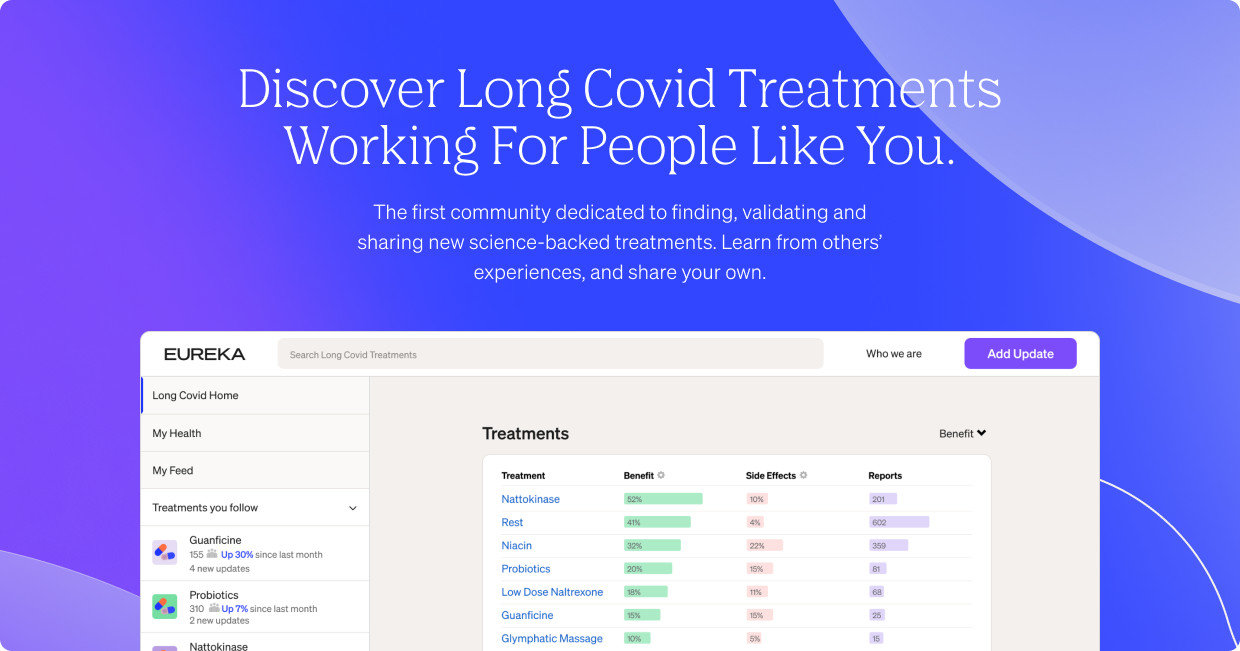 Discover Long Covid Treatments
Working For People Like You.
The first community dedicated to finding, validating and
sharing new science-backed treatments. Learn from others’
experiences, and share your own.
EUREKA
Search Long Covid Treatments
Who we are
Add Update
Long Covid Home
My Health
My Feed
Treatments you follow
Guanficine
155 Up 30% since last month
4 new updates
Probiotics
310 Up 7% since last month
2 new updates
Nattokinase
Treatments
Benefit
Treatment Benefit Side Effects Reports
Nattokinase 52% 10% 201
Rest 41% 4% 602
Niacin 32% 22% 359
Probiotics 20% 15% 81
Low Dose Naltrexone 18% 11% 68
Guanficine 15% 15% 25
Glymphatic Massage 10% 5% 15